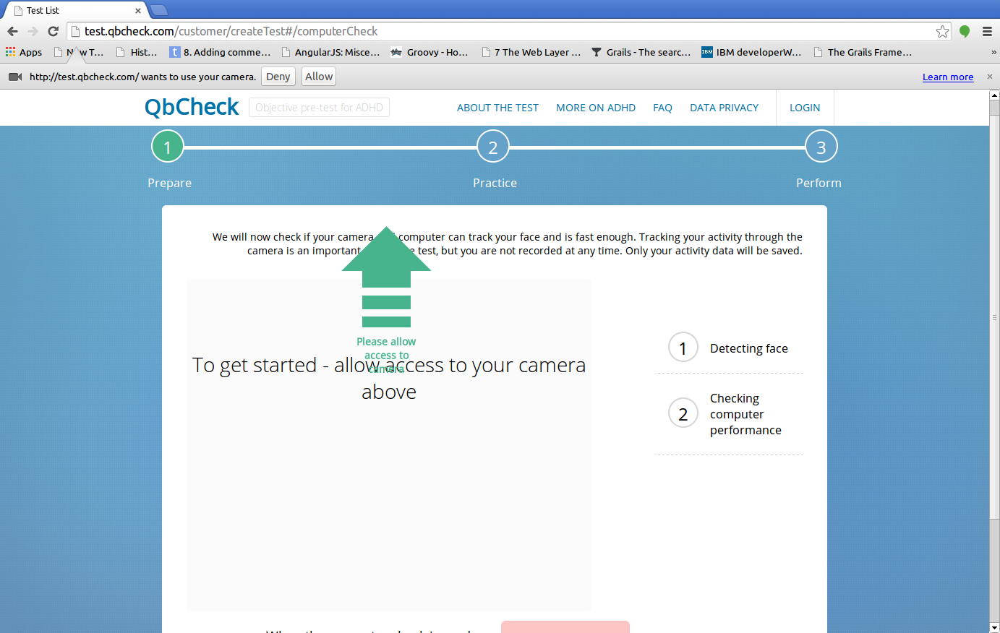 Test List
test.qbcheck.com/customer/createTest#/computerCheck
Apps
Hist...
8. Adding comme...
AngularJS: Misce...
Groovy - Ho...
7 The Web Layer ...
Grails - The searc...
IBM developerW...
The Grails Frame...
»
http://test.qbcheck.com/ wants to use your camera.
Deny
Allow
Learn more
QbCheck
Objective pre-test for ADHD
ABOUT THE TEST
MORE ON ADHD
FAQ
DATA PRIVACY
LOGIN
1
2
3
Prepare
Practice
Perform
We will now check if your camera computer can track your face and is fast enough. Tracking your activity through the
camera is an important test, but you are not recorded at any time. Only your activity data will be saved.
Please allow
access to
camera
To get started - allow access to your camera
above
1 Detecting face
2 Checking
computer
performance